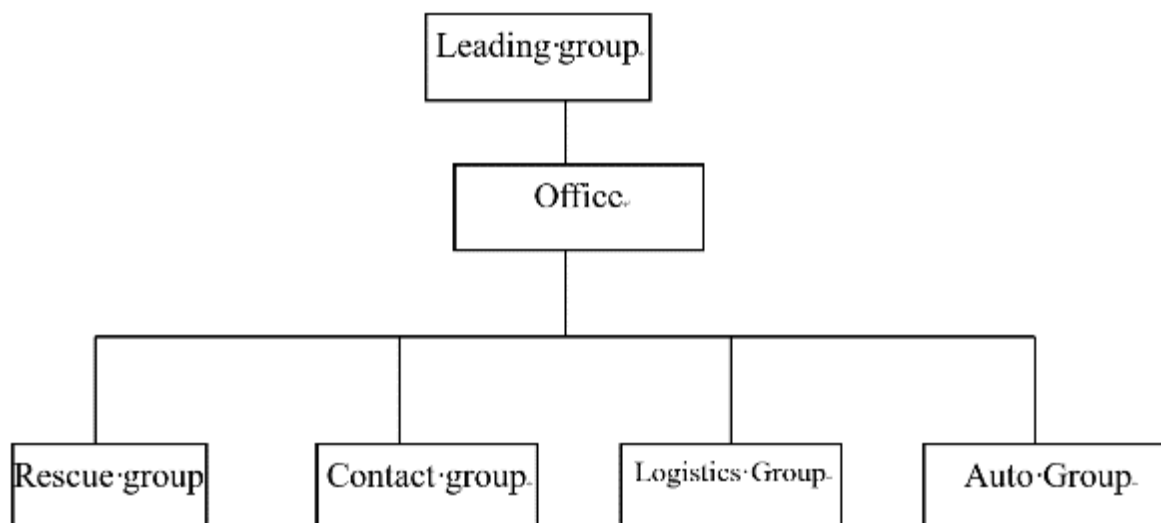 Leading group
Office
Rescue group
Contact group
Logistics Group
Auto Group